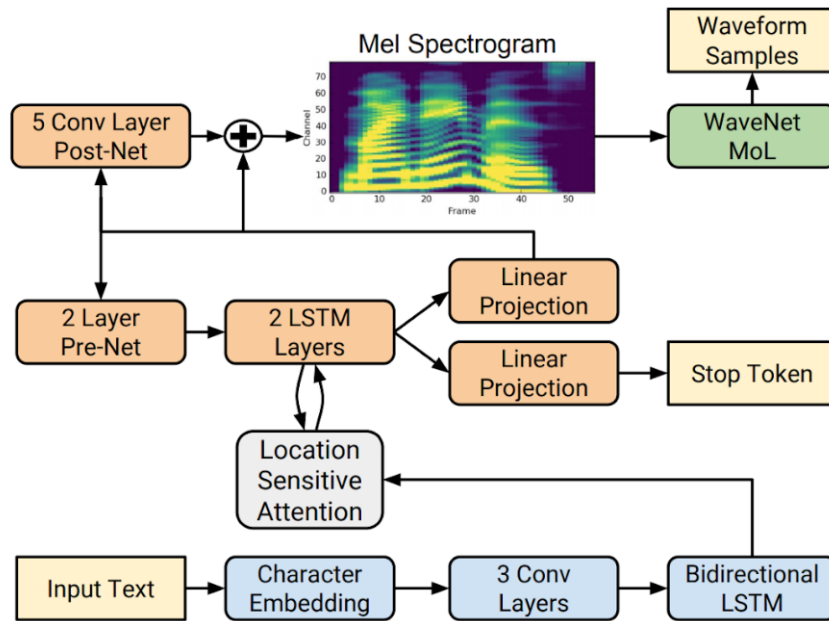 Mel Spectrogram
Waveform
Samples
5 Conv Layer
Post-Net
WaveNet
MoL
Channel
70
60
50
40
30
20
10
0
0 10 20 30 40 50
Frame
2 Layer
Pre-Net
2 LSTM
Layers
Linear
Projection
Linear
Projection
Stop Token
Location
Sensitive
Attention
Input Text
Character
Embedding
3 Conv
Layers
Bidirectional
LSTM